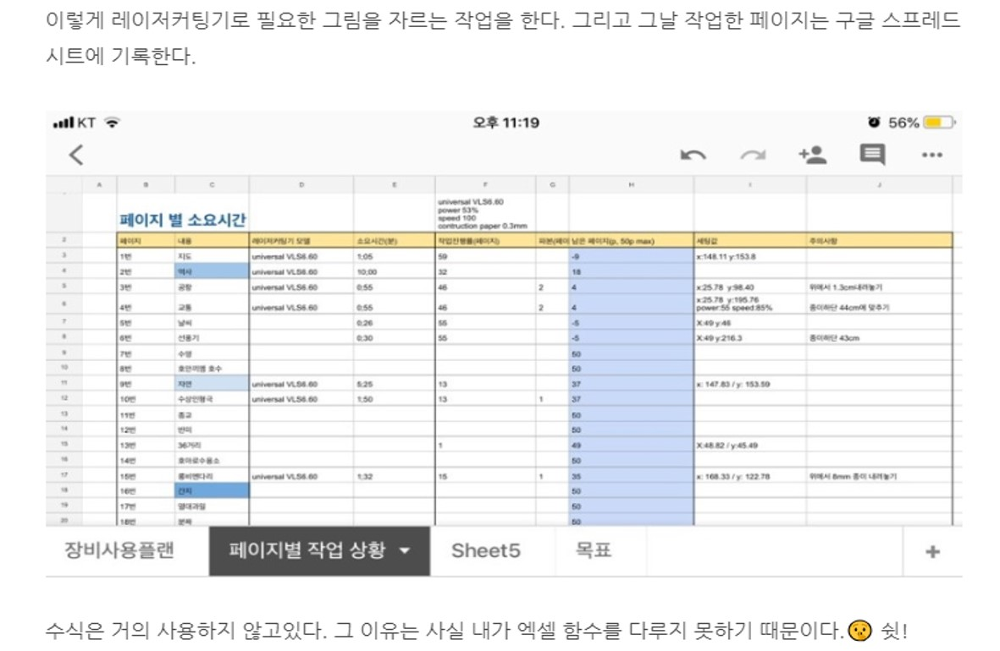 이렇게 레이저커팅기로 필요한 그림을 자르는 작업을 한다. 그리고 그날 작업한 페이지는 구글 스프레드
시트에 기록한다.
KT 오후 11:19 56%
A B C D E F G H I J
universal VLS6.60
power 53%
speed 100
contruction paper 0.3mm
페이지 별 소요시간
2 페이지 내용 레이저커팅기 모델 소요시간(분) 작업진행률(페이지) 파본(페이 남은 페이지(p, 50p max) 세팅값 주의사항
3 1번 지도 universal VLS6.60 1;05 59 -9 x:148.11 y:153.8
4 2번 역사 universal VLS6.60 10;00 32 18
5 3번 공항 universal VLS6.60 0;55 46 2 4 x:25.78 y:98.40 위에서 1.3cm내려놓기
6 4번 교통 universal VLS6.60 0;55 46 2 4 x:25.78 y:195.76
power:55 speed:85% 종이하단 44cm에 맞추기
7 5번 날씨 0;26 55 -5 X:49 y:46
8 6번 선풍기 0;30 55 -5 X:49 y:216.3 종이하단 43cm
9 7번 수영 50
10 8번 호안끼엠 호수 50
11 9번 자연 universal VLS6.60 5;25 13 37 x: 147.83 / y: 153.59
12 10번 수상인형극 universal VLS6.60 1;50 13 1 37
13 11번 종교 50
14 12번 반미 50
15 13번 36거리 1 49 X:48.82 / y:45.49
16 14번 50
17 15번 롱비엔다리 universal VLS6.60 1;32 15 1 35 x: 168.33 / y: 122.78 위에서 8mm 종이 내려놓기
18 16번 간지 50
19 17번 열대과일 50
20 18번 분짜 50
장비사용플랜 페이지별 작업 상황 Sheet5 목표 +
수식은 거의 사용하지 않고있다. 그 이유는 사실 내가 엑셀 함수를 다루지 못하기 때문이다.🤫 쉿!